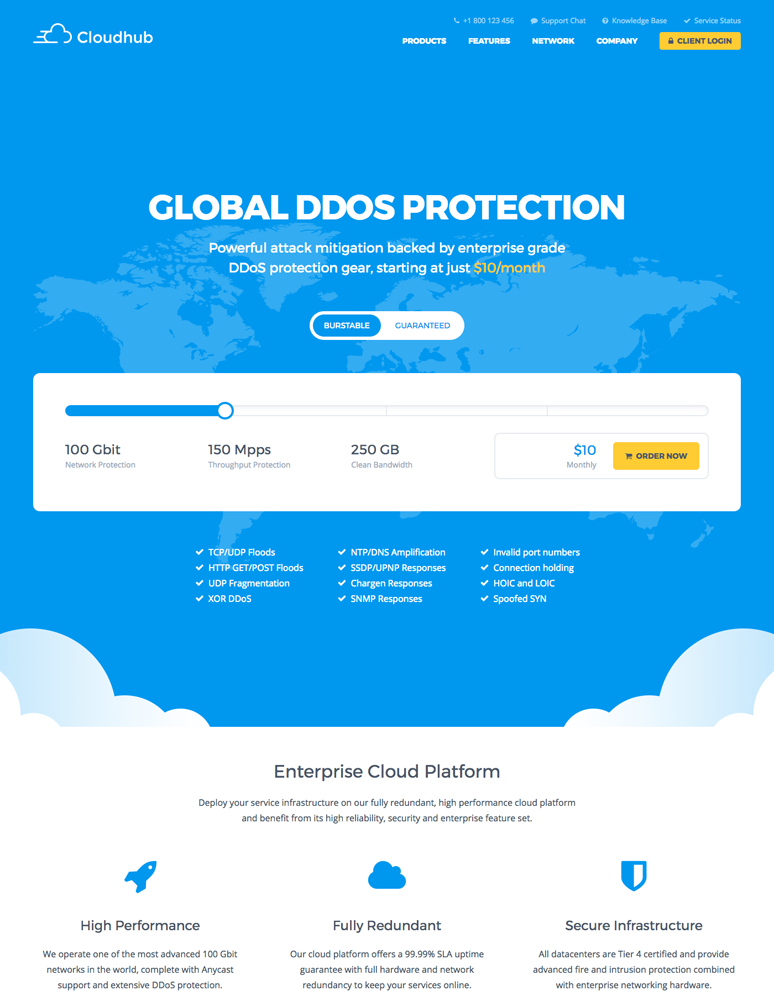 +1 800 123 456 Support Chat Knowledge Base Service Status
Cloudhub
PRODUCTS FEATURES NETWORK COMPANY CLIENT LOGIN
GLOBAL DDOS PROTECTION
Powerful attack mitigation backed by enterprise grade
DDoS protection gear, starting at just $10/month
BURSTABLE GUARANTEED
100 Gbit
Network Protection
150 Mpps
Throughput Protection
250 GB
Clean Bandwidth
$10
Monthly
ORDER NOW
TCP/UDP Floods
HTTP GET/POST Floods
UDP Fragmentation
XOR DDoS
NTP/DNS Amplification
SSDP/UPNP Responses
Chargen Responses
SNMP Responses
Invalid port numbers
Connection holding
HOIC and LOIC
Spoofed SYN
Enterprise Cloud Platform
Deploy your service infrastructure on our fully redundant, high performance cloud platform
and benefit from its high reliability, security and enterprise feature set.
High Performance
We operate one of the most advanced 100 Gbit
networks in the world, complete with Anycast
support and extensive DDoS protection.
Fully Redundant
Our cloud platform offers a 99.99% SLA uptime
guarantee with full hardware and network
redundancy to keep your services online.
Secure Infrastructure
All datacenters are Tier 4 certified and provide
advanced fire and intrusion protection combined
with enterprise networking hardware.